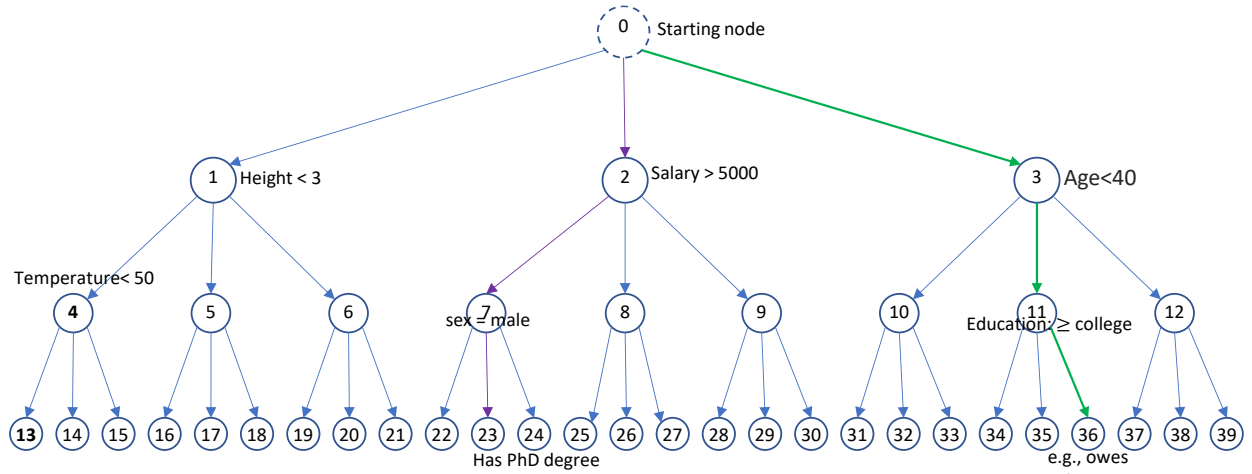 0 Starting node
1 Height < 3
2 Salary > 5000
3 Age<40
Temperature< 50
4 5 6 7 8 9 10 11 12
sex = male
Education: ≥ college
13 14 15 16 17 18 19 20 21 22 23 24 25 26 27 28 29 30 31 32 33 34 35 36 37 38 39
Has PhD degree
e.g., owes